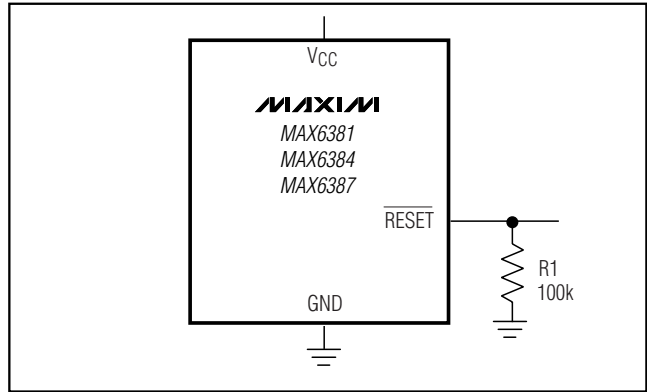 VCC
MAXIM
MAX6381
MAX6384
MAX6387
RESET
R1
100k
GND